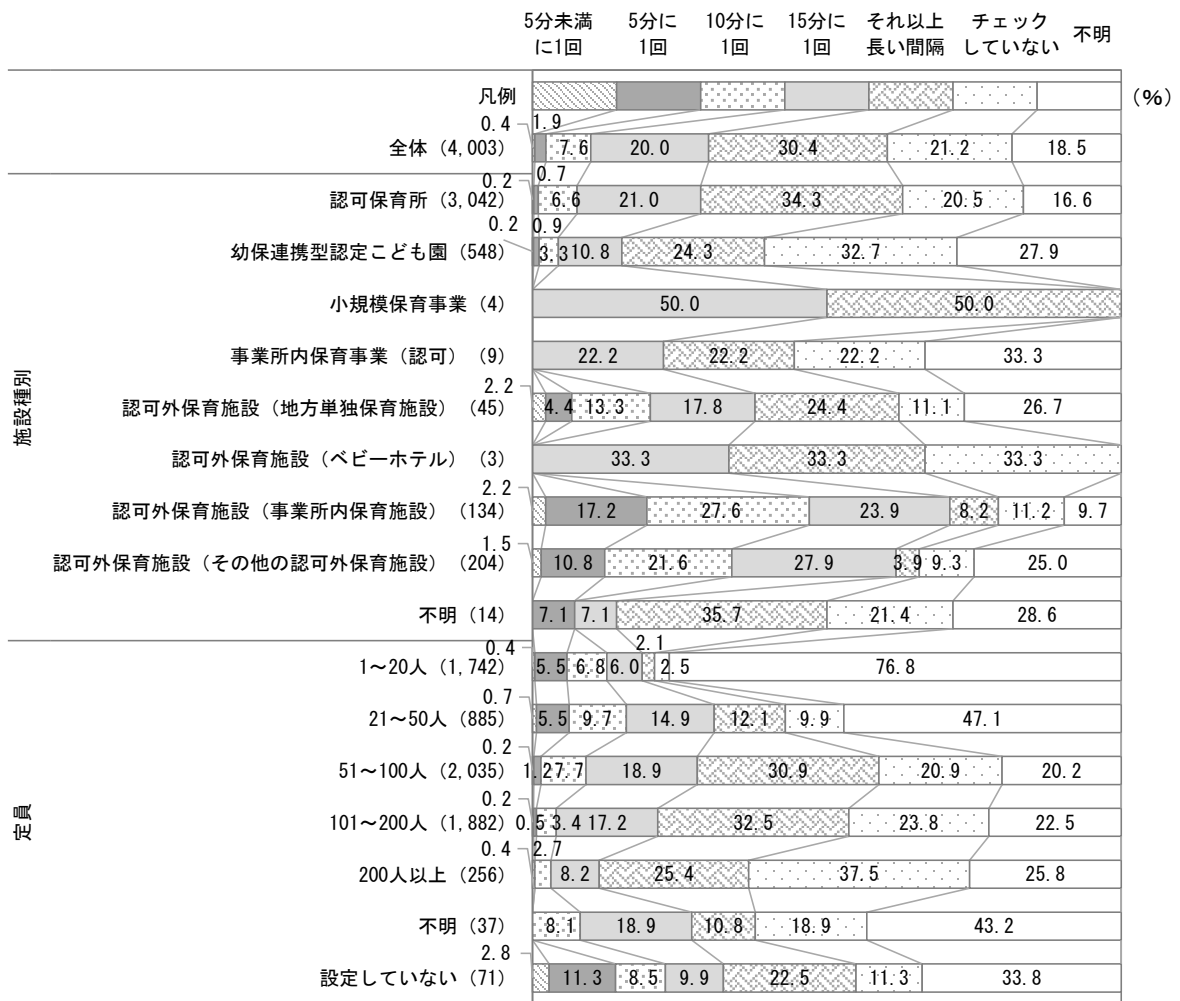 5分未満 5分に 10分に 15分に それ以上 チェック 不明
に1回 1回 1回 1回 長い間隔 していない
凡例 (%)
0.4 1.9
全体(4,003) 7.6 20.0 30.4 21.2 18.5
0.2 0.7
認可保育所(3,042) 6.6 21.0 34.3 20.5 16.6
0.2 0.9
幼保連携型認定こども園(548) 3.3 10.8 24.3 32.7 27.9
小規模保育事業(4) 50.0 50.0
事業所内保育事業(認可)(9) 22.2 22.2 22.2 33.3
施設種別
2.2
認可外保育施設(地方単独保育施設)(45) 4.4 13.3 17.8 24.4 11.1 26.7
認可外保育施設(ベビーホテル)(3) 33.3 33.3 33.3
2.2
認可外保育施設(事業所内保育施設)(134) 17.2 27.6 23.9 8.2 11.2 9.7
1.5
認可外保育施設(その他の認可外保育施設)(204) 10.8 21.6 27.9 3.9 9.3 25.0
不明(14) 7.1 7.1 35.7 21.4 28.6
0.4 2.1
1～20人(1,742) 5.5 6.8 6.0 2.5 76.8
0.7
21～50人(885) 5.5 9.7 14.9 12.1 9.9 47.1
0.2
51～100人(2,035) 1.2 7.7 18.9 30.9 20.9 20.2
定員
0.2
101～200人(1,882) 0.5 3.4 17.2 32.5 23.8 22.5
0.4 2.7
200人以上(256) 8.2 25.4 37.5 25.8
不明(37) 8.1 18.9 10.8 18.9 43.2
2.8
設定していない(71) 11.3 8.5 9.9 22.5 11.3 33.8